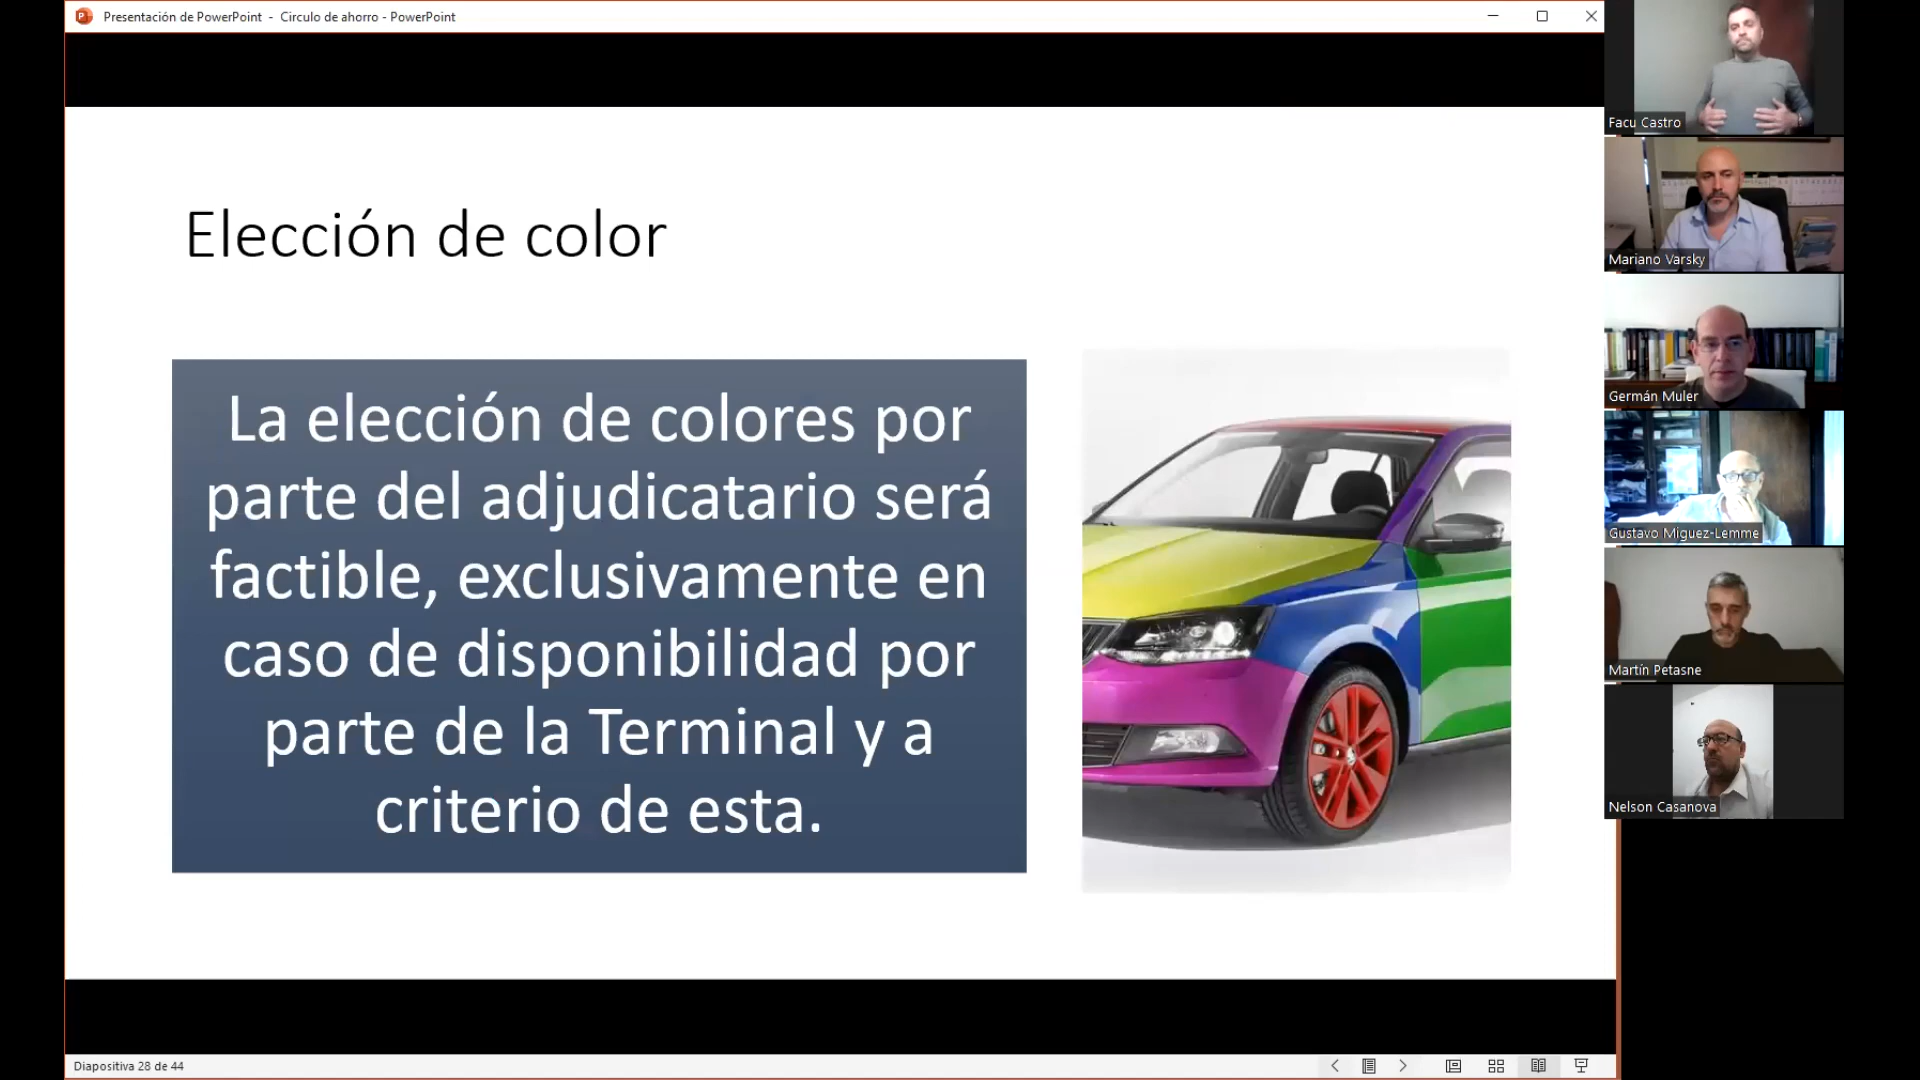 Presentación de PowerPoint - Circulo de ahorro - PowerPoint
Elección de color
La elección de colores por
parte del adjudicatario será
factible, exclusivamente en
caso de disponibilidad por
parte de la Terminal y a
criterio de esta.
Facu Castro
Mariano Varsky
Germán Muler
Gustavo Miguez-Lemme
Martín Petasne
Nelson Casanova
Diapositiva 28 de 44